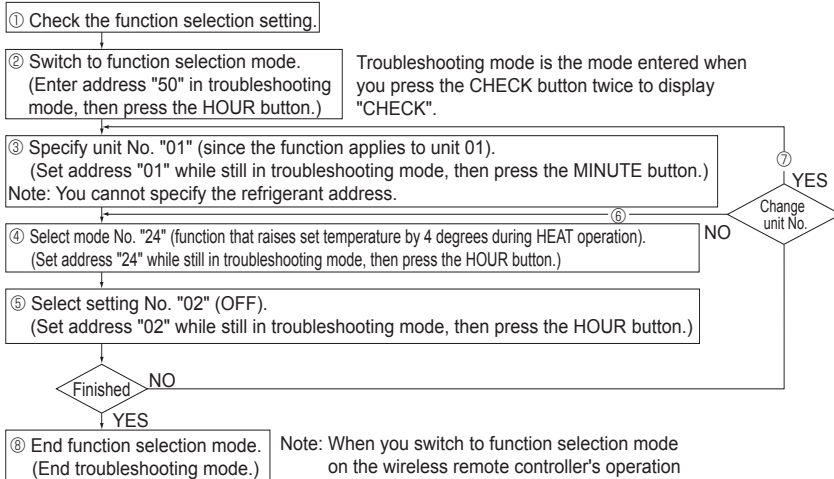 ① Check the function selection setting.
② Switch to function selection mode.
(Enter address "50" in troubleshooting
mode, then press the HOUR button.)
Troubleshooting mode is the mode entered when
you press the CHECK button twice to display
"CHECK".
③ Specify unit No. "01" (since the function applies to unit 01).
(Set address "01" while still in troubleshooting mode, then press the MINUTE button.)
Note: You cannot specify the refrigerant address.
⑦
YES
Change
unit No.
⑥
NO
④ Select mode No. "24" (function that raises set temperature by 4 degrees during HEAT operation).
(Set address "24" while still in troubleshooting mode, then press the HOUR button.)
⑤ Select setting No. "02" (OFF).
(Set address "02" while still in troubleshooting mode, then press the HOUR button.)
Finished
NO
YES
⑧ End function selection mode.
(End troubleshooting mode.)
Note: When you switch to function selection mode
on the wireless remote controller's operation